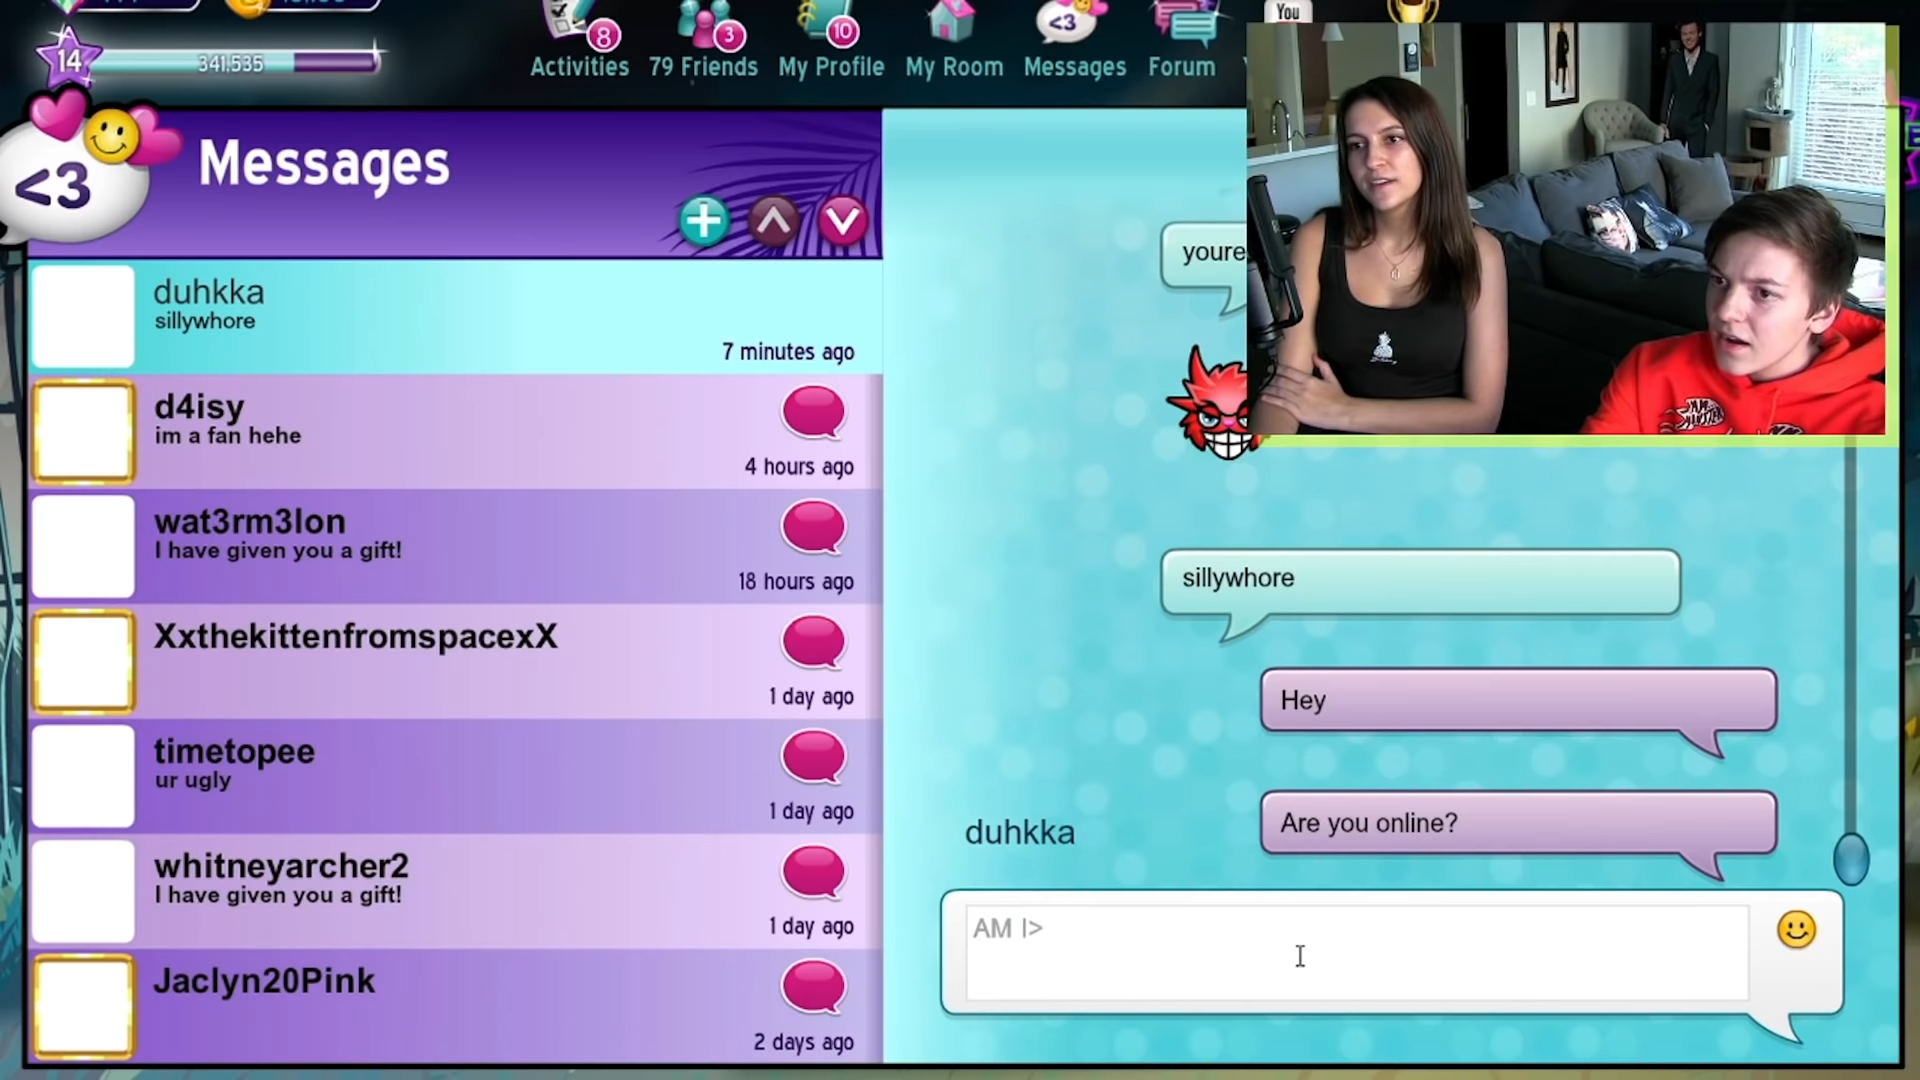 You
14
341,535
8
3
10
<3
Activities
79 Friends
My Profile
My Room
Messages
Forum
<3
Messages
duhkka
sillywhore
7 minutes ago
d4isy
im a fan hehe
4 hours ago
wat3rm3lon
I have given you a gift!
18 hours ago
XxthekittenfromspacexX
1 day ago
timetopee
ur ugly
1 day ago
whitneyarcher2
I have given you a gift!
1 day ago
Jaclyn20Pink
2 days ago
youre
sillywhore
Hey
Are you online?
duhkka
AM I>